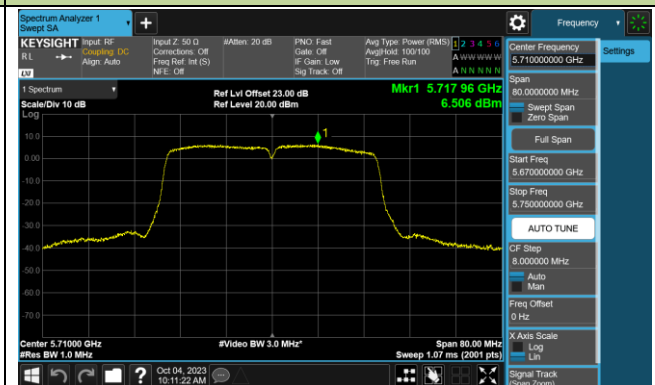 Spectrum Analyzer 1
Swept SA
+
Frequency
KEYSIGHT
Input: RF
Input Z: 50 Ω
#Atten: 20 dB
PNO: Fast
Avg Type: Power (RMS)
1 2 3 4 5 6
RL
Coupling: DC
Corrections: Off
Gate: Off
Avg|Hold: 100/100
A W W W W W
Align: Auto
Freq Ref: Int (S)
IF Gain: Low
Trig: Free Run
NFE: Off
Sig Track: Off
A N N N N N
LXI
1 Spectrum
Ref Lvl Offset 23.00 dB
Mkr1 5.717 96 GHz
Scale/Div 10 dB
Ref Level 20.00 dBm
6.506 dBm
Log
1
10.0
0.00
-10.0
-20.0
-30.0
-40.0
-50.0
-60.0
-70.0
Center 5.71000 GHz
#Video BW 3.0 MHz*
Span 80.00 MHz
#Res BW 1.0 MHz
Sweep 1.07 ms (2001 pts)
?
Oct 04, 2023
10:11:22 AM
Center Frequency
5.710000000 GHz
Settings
Span
80.0000000 MHz
Swept Span
Zero Span
Full Span
Start Freq
5.670000000 GHz
Stop Freq
5.750000000 GHz
AUTO TUNE
CF Step
8.000000 MHz
Auto
Man
Freq Offset
0 Hz
X Axis Scale
Log
Lin
Signal Track
(Span Zoom)